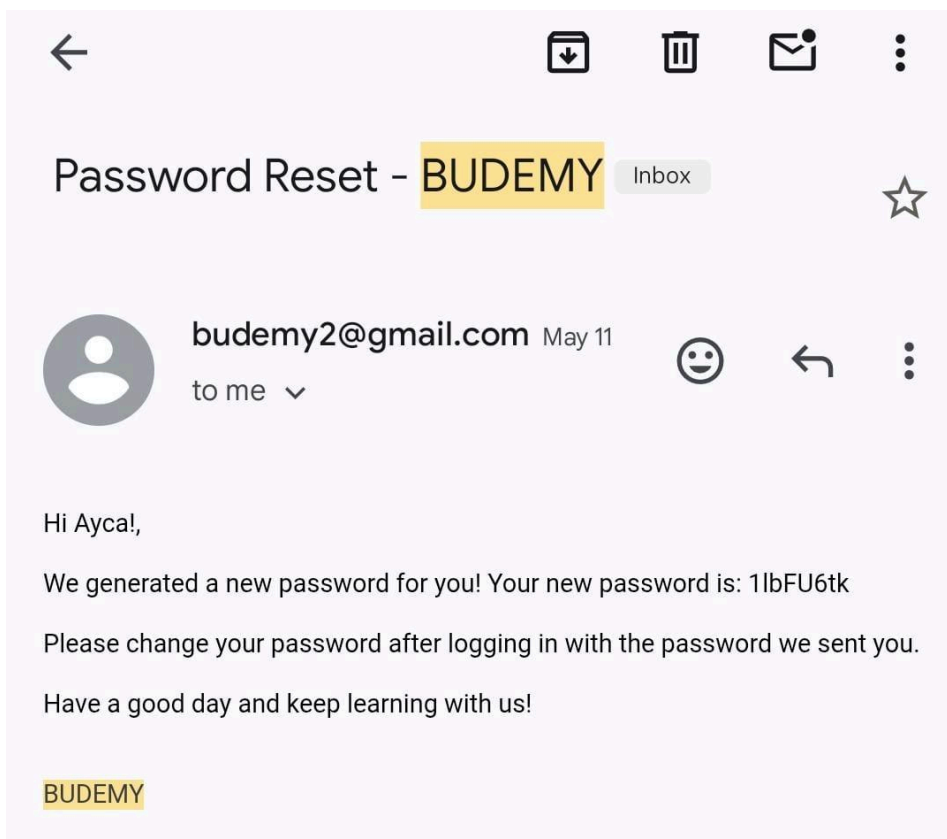 Password Reset - BUDEMY Inbox
budemy2@gmail.com May 11
to me
Hi Ayca!,
We generated a new password for you! Your new password is: 1lbFU6tk
Please change your password after logging in with the password we sent you.
Have a good day and keep learning with us!
BUDEMY